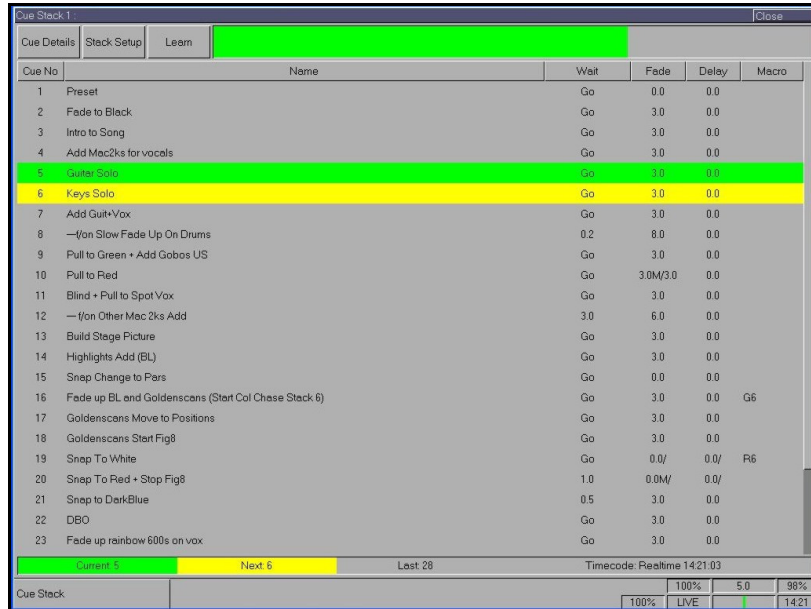 Cue Stack 1 : Close
Cue Details Stack Setup Learn
Cue No Name Wait Fade Delay Macro
1 Preset Go 0.0 0.0
2 Fade to Black Go 3.0 0.0
3 Intro to Song Go 3.0 0.0
4 Add Mac2ks for vocals Go 3.0 0.0
5 Guitar Solo Go 3.0 0.0
6 Keys Solo Go 3.0 0.0
7 Add Guit+Vox Go 3.0 0.0
8 —f/on Slow Fade Up On Drums 0.2 8.0 0.0
9 Pull to Green + Add Gobos US Go 3.0 0.0
10 Pull to Red Go 3.0M/3.0 0.0
11 Blind + Pull to Spot Vox Go 3.0 0.0
12 — f/on Other Mac 2ks Add 3.0 6.0 0.0
13 Build Stage Picture Go 3.0 0.0
14 Highlights Add (BL) Go 3.0 0.0
15 Snap Change to Pars Go 0.0 0.0
16 Fade up BL and Goldenscans (Start Col Chase Stack 6) Go 3.0 0.0 G6
17 Goldenscans Move to Positions Go 3.0 0.0
18 Goldenscans Start Fig8 Go 3.0 0.0
19 Snap To White Go 0.0/ 0.0/ R6
20 Snap To Red + Stop Fig8 1.0 0.0M/ 0.0/
21 Snap to DarkBlue 0.5 3.0 0.0
22 DBO Go 3.0 0.0
23 Fade up rainbow 600s on vox Go 3.0 0.0
Current: 5 Next: 6 Last: 28 Timecode: Realtime 14:21:03
Cue Stack 100% 5.0 98%
100% LIVE 14:21